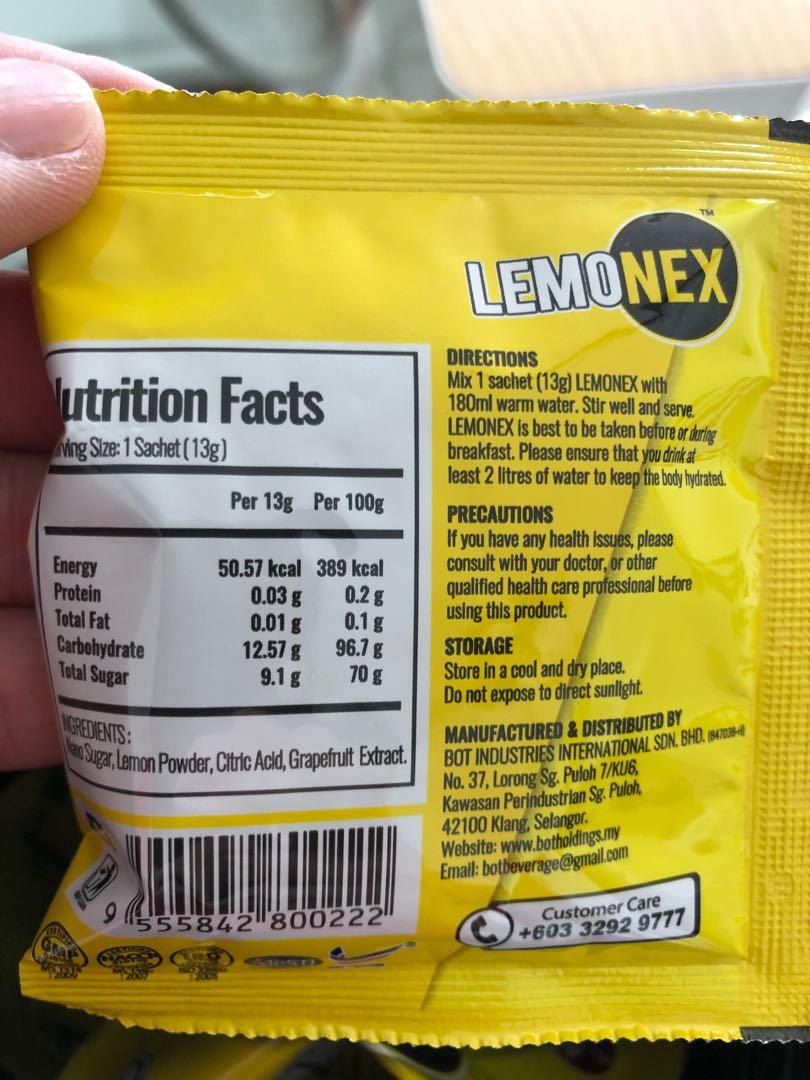 LEMONEX
TM
utrition Facts
rving Size: 1 Sachet (13g)
Per 13g Per 100g
Energy 50.57 kcal 389 kcal
Protein 0.03 g 0.2 g
Total Fat 0.01 g 0.1 g
Carbohydrate 12.57 g 96.7 g
Total Sugar 9.1 g 70 g
INGREDIENTS:
Nano Sugar, Lemon Powder, Citric Acid, Grapefruit Extract.
9 555842 800222
DIRECTIONS
Mix 1 sachet (13g) LEMONEX with
180ml warm water. Stir well and serve.
LEMONEX is best to be taken before or during
breakfast. Please ensure that you drink at
least 2 litres of water to keep the body hydrated.
PRECAUTIONS
If you have any health issues, please
consult with your doctor, or other
qualified health care professional before
using this product.
STORAGE
Store in a cool and dry place.
Do not expose to direct sunlight.
MANUFACTURED & DISTRIBUTED BY
BOT INDUSTRIES INTERNATIONAL SDN. BHD. (847036-H)
No. 37, Lorong Sg. Puloh 7/KU6,
Kawasan Perindustrian Sg. Puloh,
42100 Klang, Selangor.
Website: www.botholdings.my
Email: botbeverage@gmail.com
Customer Care
+603 3292 9777
GMP